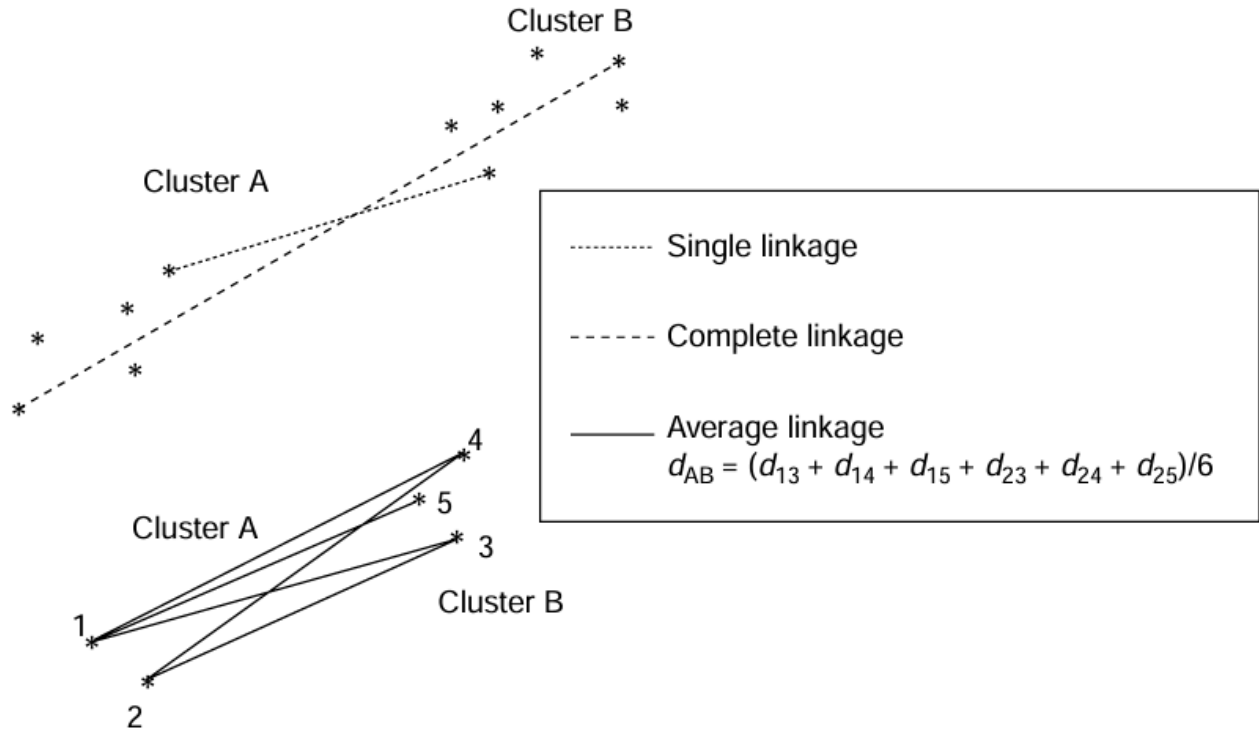 Cluster B
Cluster A
Single linkage
Complete linkage
Average linkage
d_AB = (d_13 + d_14 + d_15 + d_23 + d_24 + d_25)/6
4
5
Cluster A
3
Cluster B
1
2